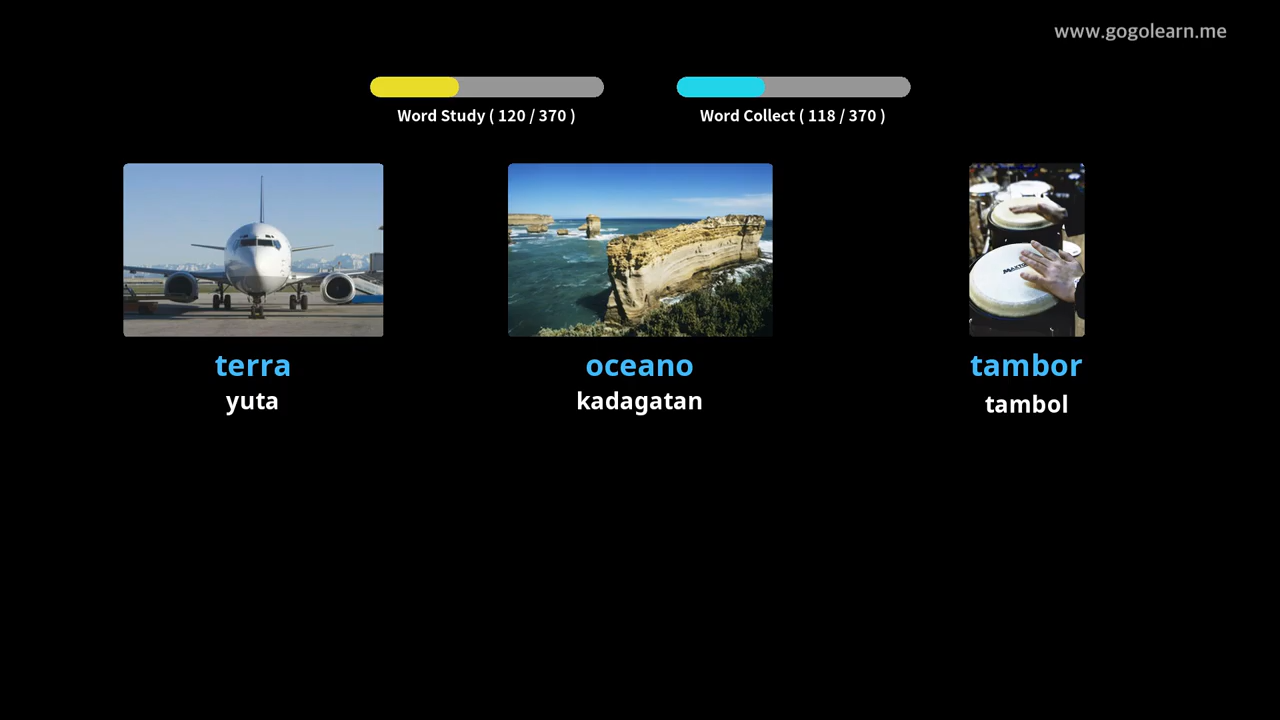 www.gogolearn.me
Word Study ( 120 / 370 )
Word Collect ( 118 / 370 )
terra
yuta
oceano
kadagatan
tambor
tambol